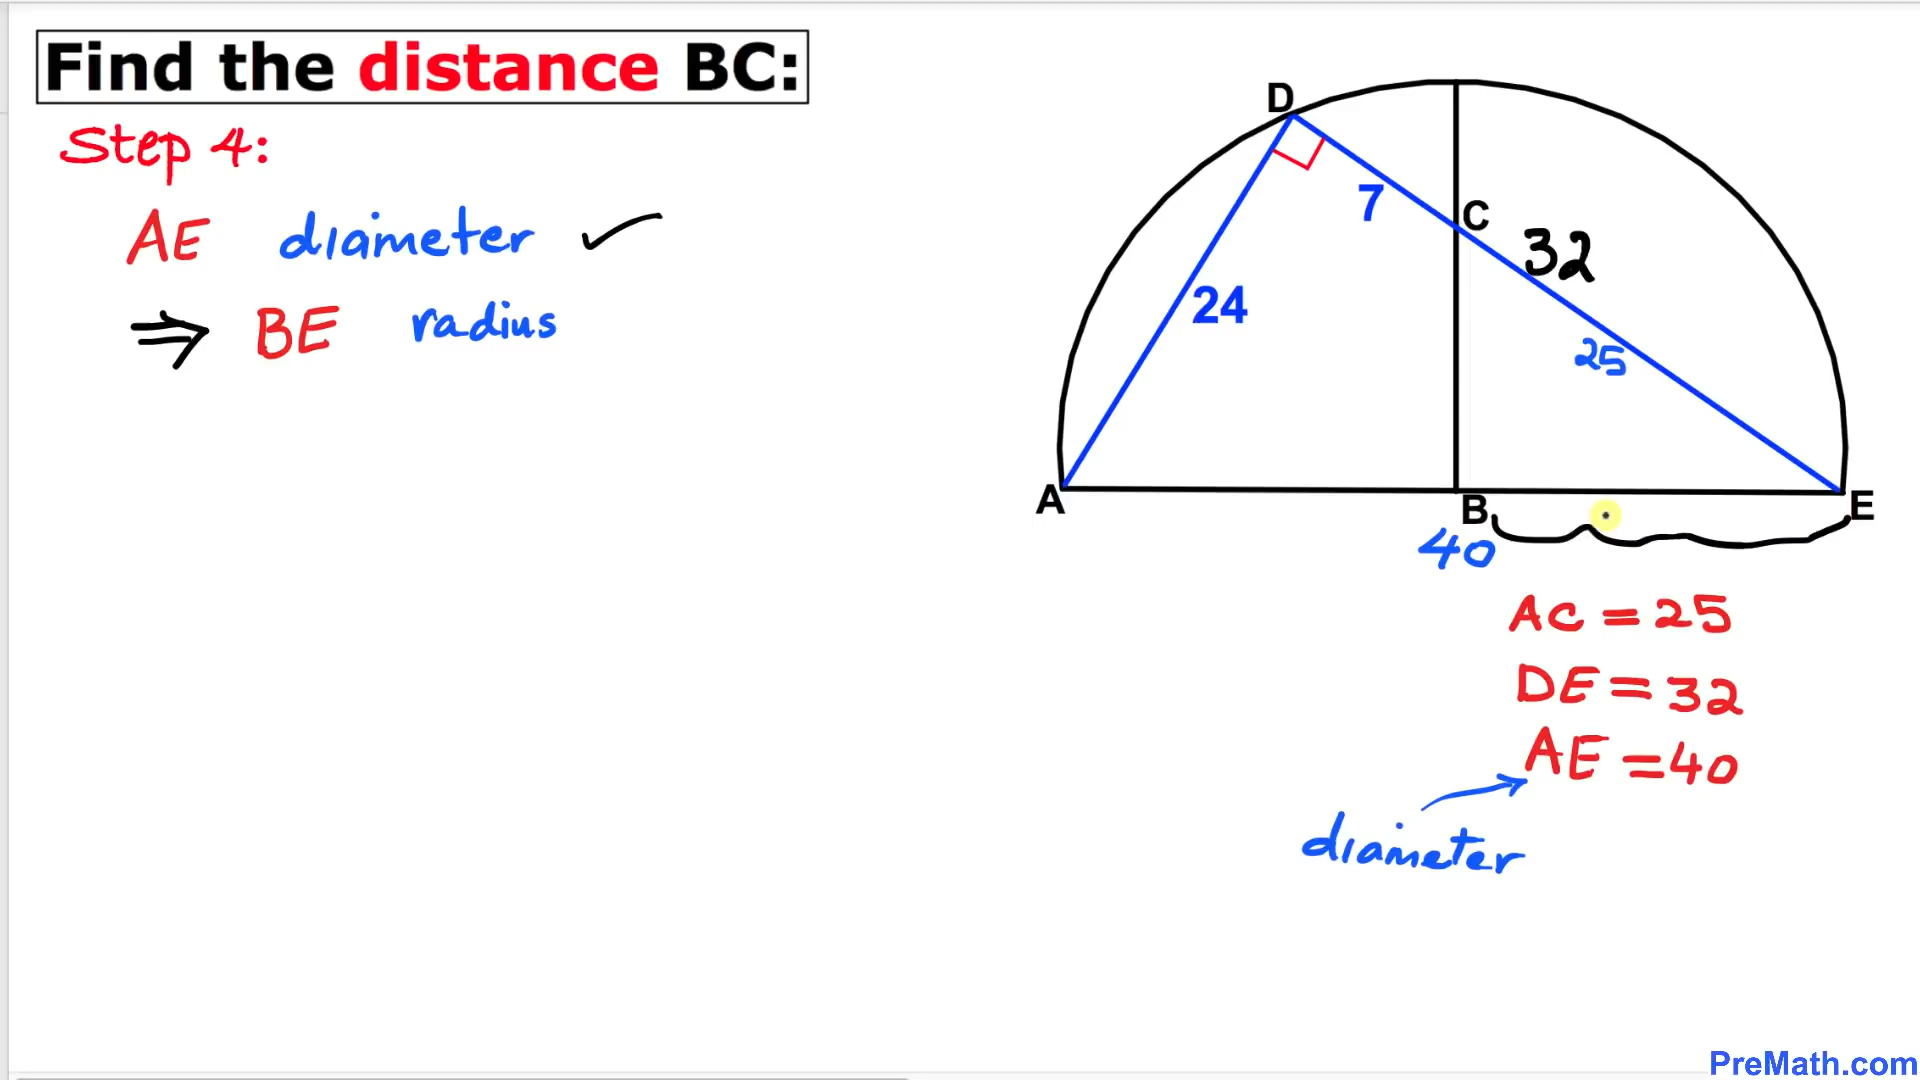 Find the distance BC:
Step 4:
AE diameter
⇒ BE radius
D
7
C
32
24
25
A
B
E
40
AC = 25
DE = 32
AE = 40
diameter
PreMath.com